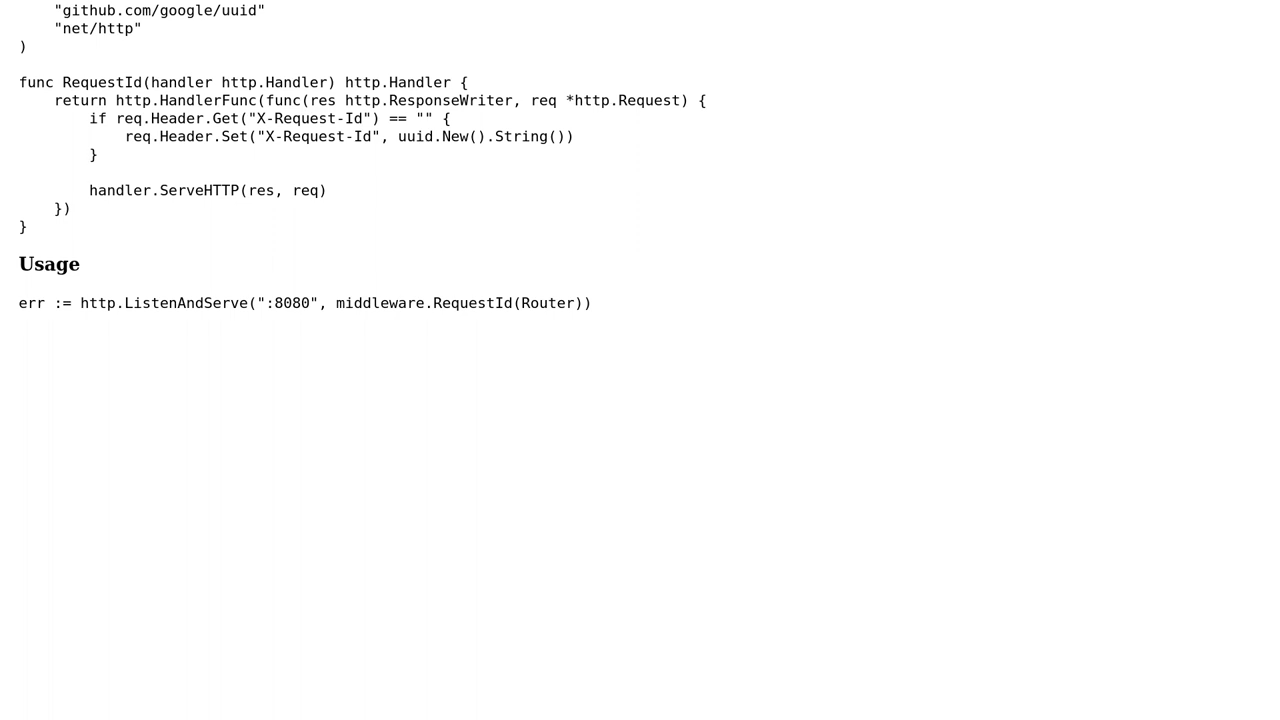 "github.com/google/uuid"
    "net/http"
)

func RequestId(handler http.Handler) http.Handler {
    return http.HandlerFunc(func(res http.ResponseWriter, req *http.Request) {
        if req.Header.Get("X-Request-Id") == "" {
            req.Header.Set("X-Request-Id", uuid.New().String())
        }

        handler.ServeHTTP(res, req)
    })
}
Usage
err := http.ListenAndServe(":8080", middleware.RequestId(Router))